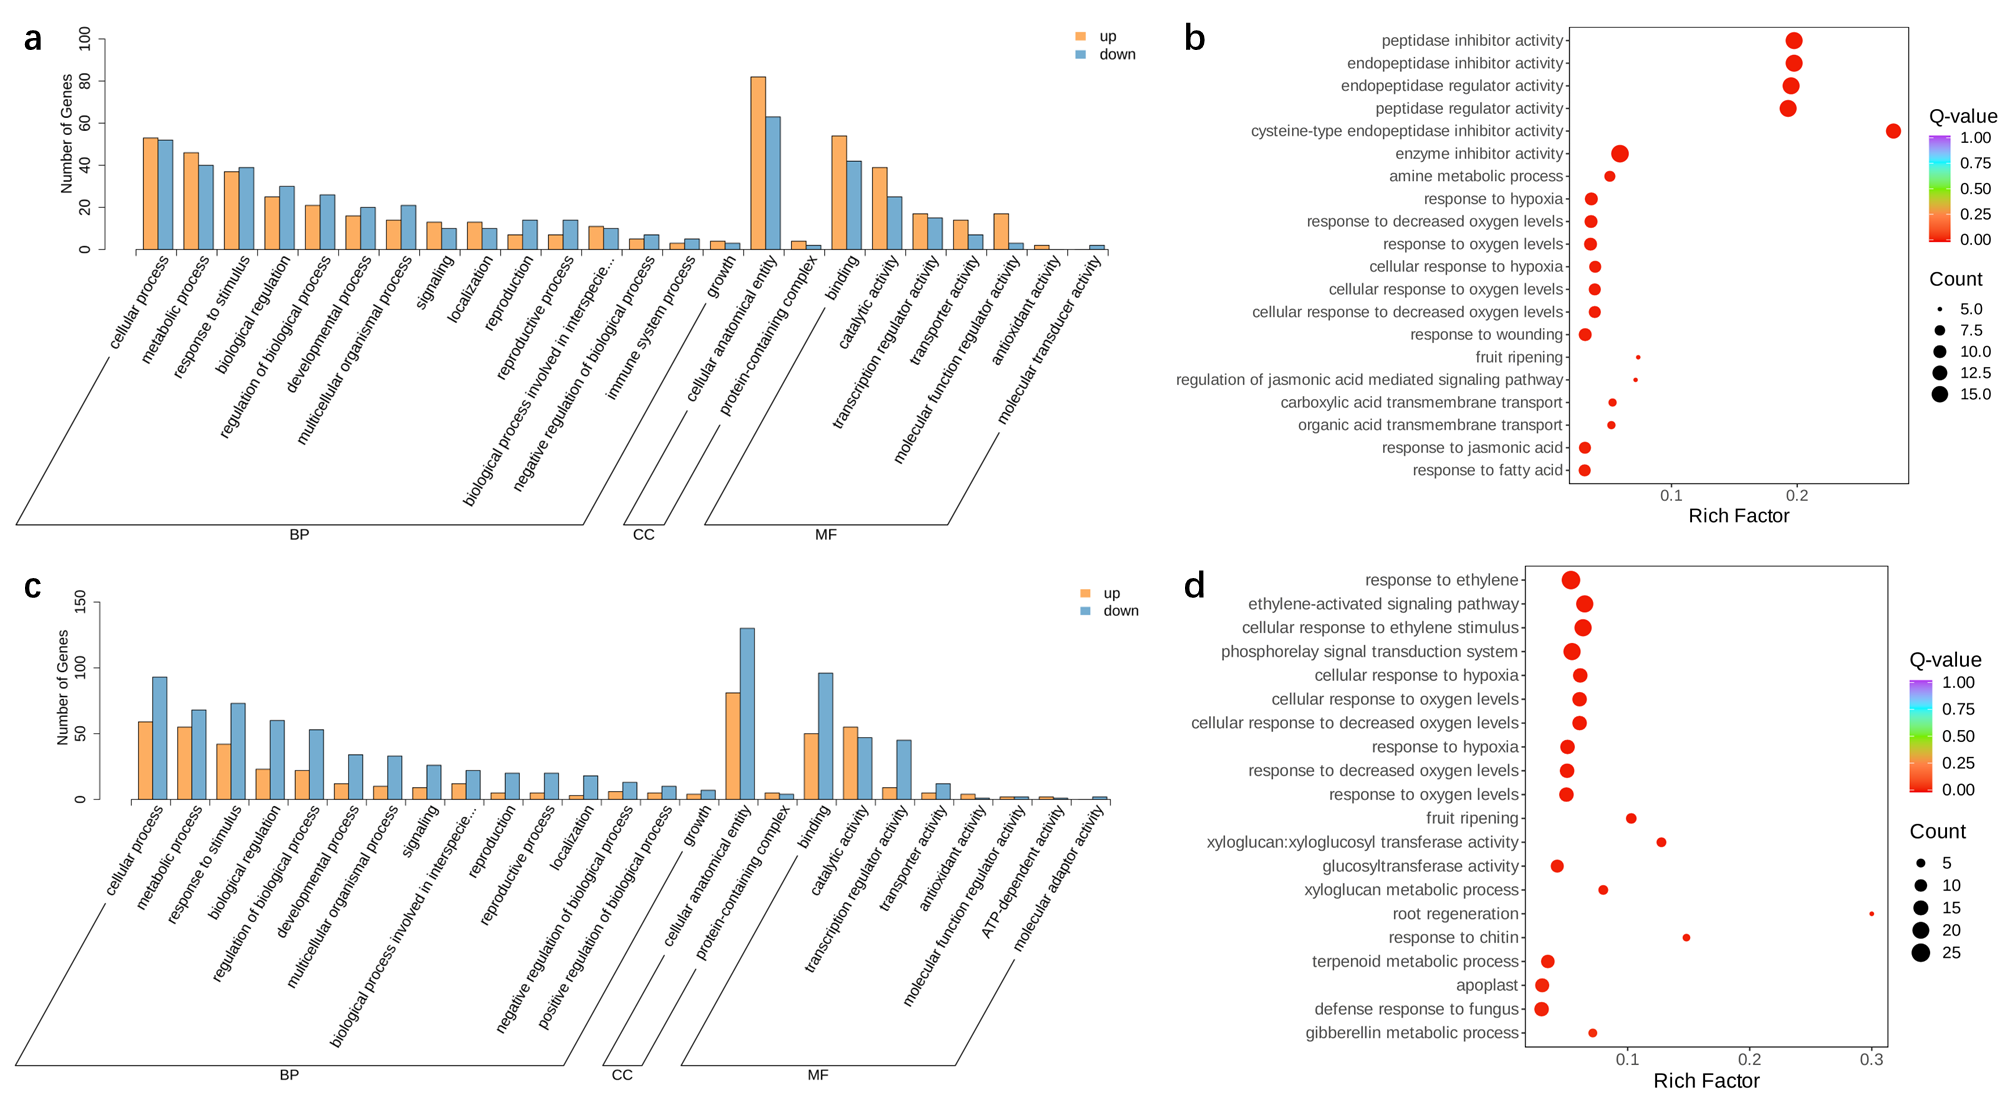 a
up
down
Number of Genes
100
80
60
40
20
0
cellular process
metabolic process
response to stimulus
biological regulation
regulation of biological process
developmental process
multicellular organismal process
signaling
localization
reproduction
reproductive process
biological process involved in interspecie...
negative regulation of biological process
immune system process
growth
cellular anatomical entity
protein-containing complex
binding
catalytic activity
transcription regulator activity
transporter activity
molecular function regulator activity
antioxidant activity
molecular transducer activity
BP
CC
MF
b
peptidase inhibitor activity
endopeptidase inhibitor activity
endopeptidase regulator activity
peptidase regulator activity
cysteine-type endopeptidase inhibitor activity
enzyme inhibitor activity
amine metabolic process
response to hypoxia
response to decreased oxygen levels
response to oxygen levels
cellular response to hypoxia
cellular response to oxygen levels
cellular response to decreased oxygen levels
response to wounding
fruit ripening
regulation of jasmonic acid mediated signaling pathway
carboxylic acid transmembrane transport
organic acid transmembrane transport
response to jasmonic acid
response to fatty acid
0.1
0.2
Rich Factor
Q-value
1.00
0.75
0.50
0.25
0.00
Count
5.0
7.5
10.0
12.5
15.0
c
up
down
Number of Genes
150
100
50
0
cellular process
metabolic process
response to stimulus
biological regulation
regulation of biological process
developmental process
multicellular organismal process
signaling
biological process involved in interspecie...
reproduction
reproductive process
localization
negative regulation of biological process
positive regulation of biological process
growth
cellular anatomical entity
protein-containing complex
binding
catalytic activity
transcription regulator activity
transporter activity
antioxidant activity
molecular function regulator activity
ATP-dependent activity
molecular adaptor activity
BP
CC
MF
d
response to ethylene
ethylene-activated signaling pathway
cellular response to ethylene stimulus
phosphorelay signal transduction system
cellular response to hypoxia
cellular response to oxygen levels
cellular response to decreased oxygen levels
response to hypoxia
response to decreased oxygen levels
response to oxygen levels
fruit ripening
xyloglucan:xyloglucosyl transferase activity
glucosyltransferase activity
xyloglucan metabolic process
root regeneration
response to chitin
terpenoid metabolic process
apoplast
defense response to fungus
gibberellin metabolic process
0.1
0.2
0.3
Rich Factor
Q-value
1.00
0.75
0.50
0.25
0.00
Count
5
10
15
20
25